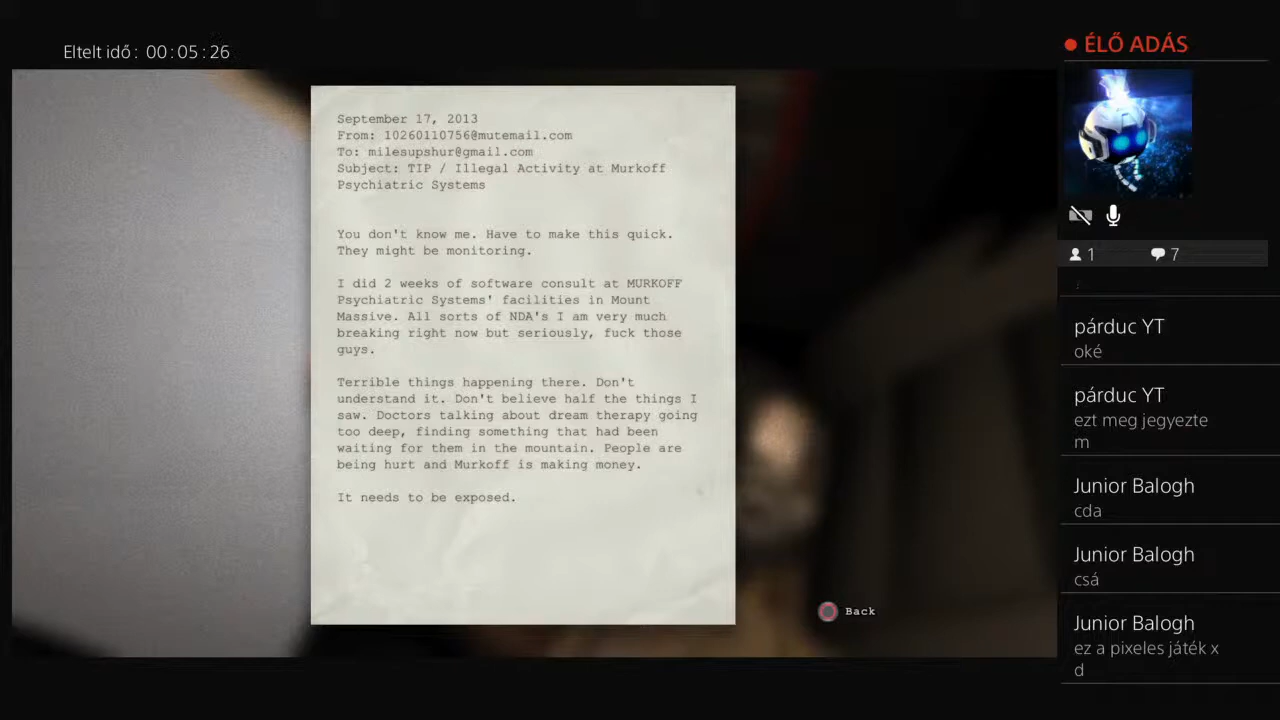 Eltelt idő: 00:05:26
September 17, 2013
From: 10260110756@mutemail.com
To: milesupshur@gmail.com
Subject: TIP / Illegal Activity at Murkoff
Psychiatric Systems
You don't know me. Have to make this quick.
They might be monitoring.
I did 2 weeks of software consult at MURKOFF
Psychiatric Systems' facilities in Mount
Massive. All sorts of NDA's I am very much
breaking right now but seriously, fuck those
guys.
Terrible things happening there. Don't
understand it. Don't believe half the things I
saw. Doctors talking about dream therapy going
too deep, finding something that had been
waiting for them in the mountain. People are
being hurt and Murkoff is making money.
It needs to be exposed.
Back
ÉLŐ ADÁS
1 7
párduc YT
oké
párduc YT
ezt meg jegyezte
m
Junior Balogh
cda
Junior Balogh
csá
Junior Balogh
ez a pixeles játék x
d